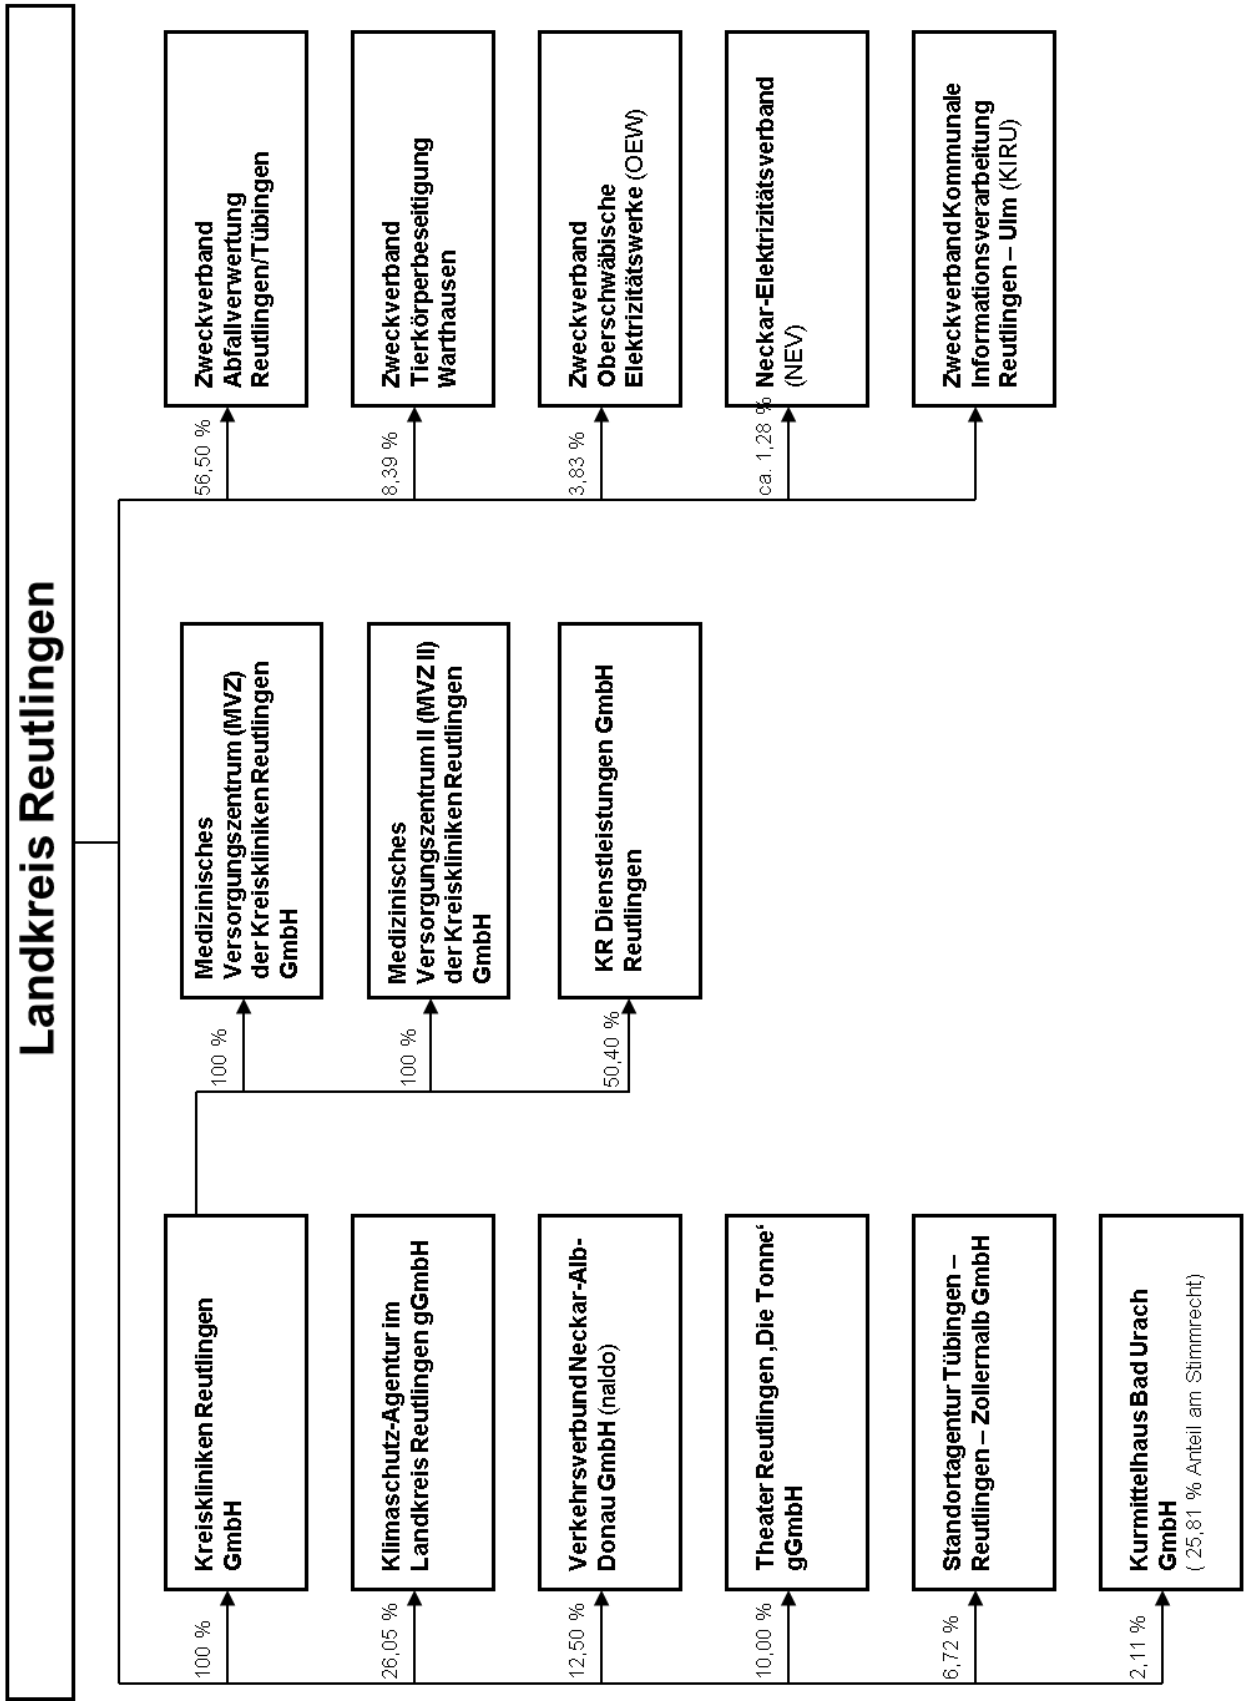 Landkreis Reutlingen
100 %
Kreiskliniken Reutlingen
GmbH
26,05 %
Klimaschutz-Agentur im
Landkreis Reutlingen gGmbH
12,50 %
Verkehrsverbund Neckar-Alb-
Donau GmbH (naldo)
10,00 %
Theater Reutlingen ‚Die Tonne‘
gGmbH
6,72 %
Standortagentur Tübingen –
Reutlingen – Zollernalb GmbH
2,11 %
Kurmittelhaus Bad Urach
GmbH
( 25,81 % Anteil am Stimmrecht)
100 %
Medizinisches
Versorgungszentrum (MVZ)
der Kreiskliniken Reutlingen
GmbH
100 %
Medizinisches
Versorgungszentrum II (MVZ II)
der Kreiskliniken Reutlingen
GmbH
50,40 %
KR Dienstleistungen GmbH
Reutlingen
56,50 %
Zweckverband
Abfallverwertung
Reutlingen/Tübingen
8,39 %
Zweckverband
Tierkörperbeseitigung
Warthausen
3,83 %
Zweckverband
Oberschwäbische
Elektrizitätswerke (OEW)
ca. 1,28 %
Neckar-Elektrizitätsverband
(NEV)
Zweckverband Kommunale
Informationsverarbeitung
Reutlingen – Ulm (KIRU)